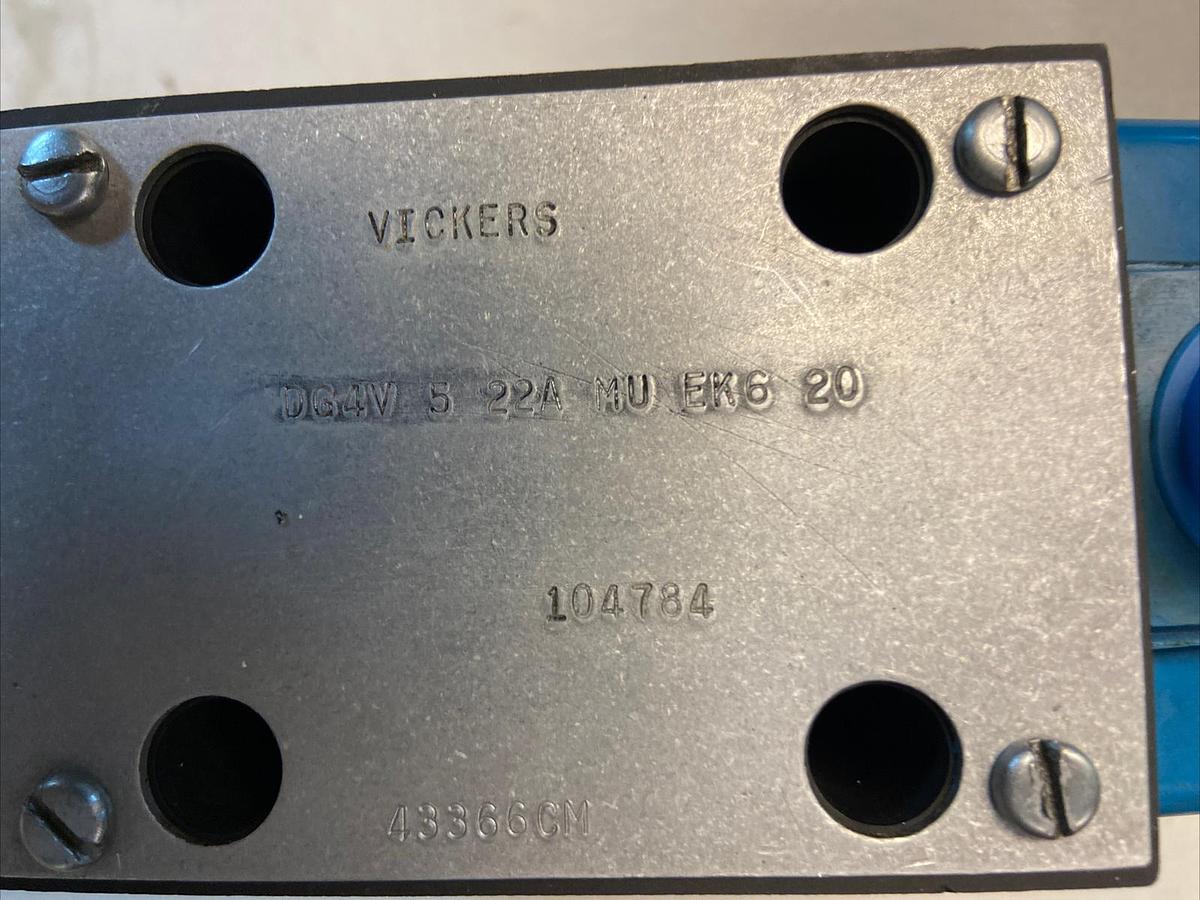 VICKERS
DG4V 5 22A MU EK6 20
104784
43366CM